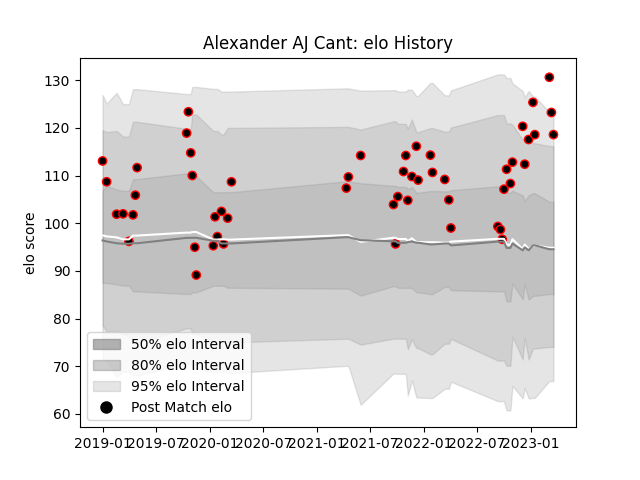 Alexander AJ Cant: elo History
elo score
130
120
110
100
90
80
70
60
50% elo Interval
80% elo Interval
95% elo Interval
Post Match elo
2019-01 2019-07 2020-01 2020-07 2021-01 2021-07 2022-01 2022-07 2023-01